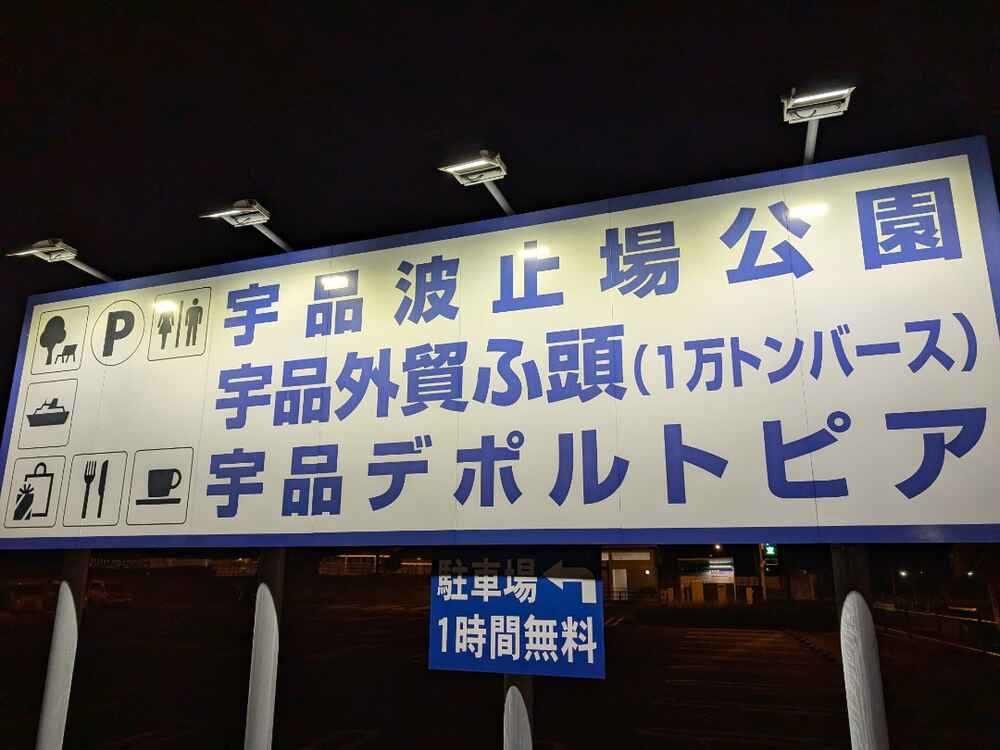 P
宇品波止場公園
宇品外貿ふ頭(1万トンバース)
宇品デポルトピア
駐車場
1時間無料